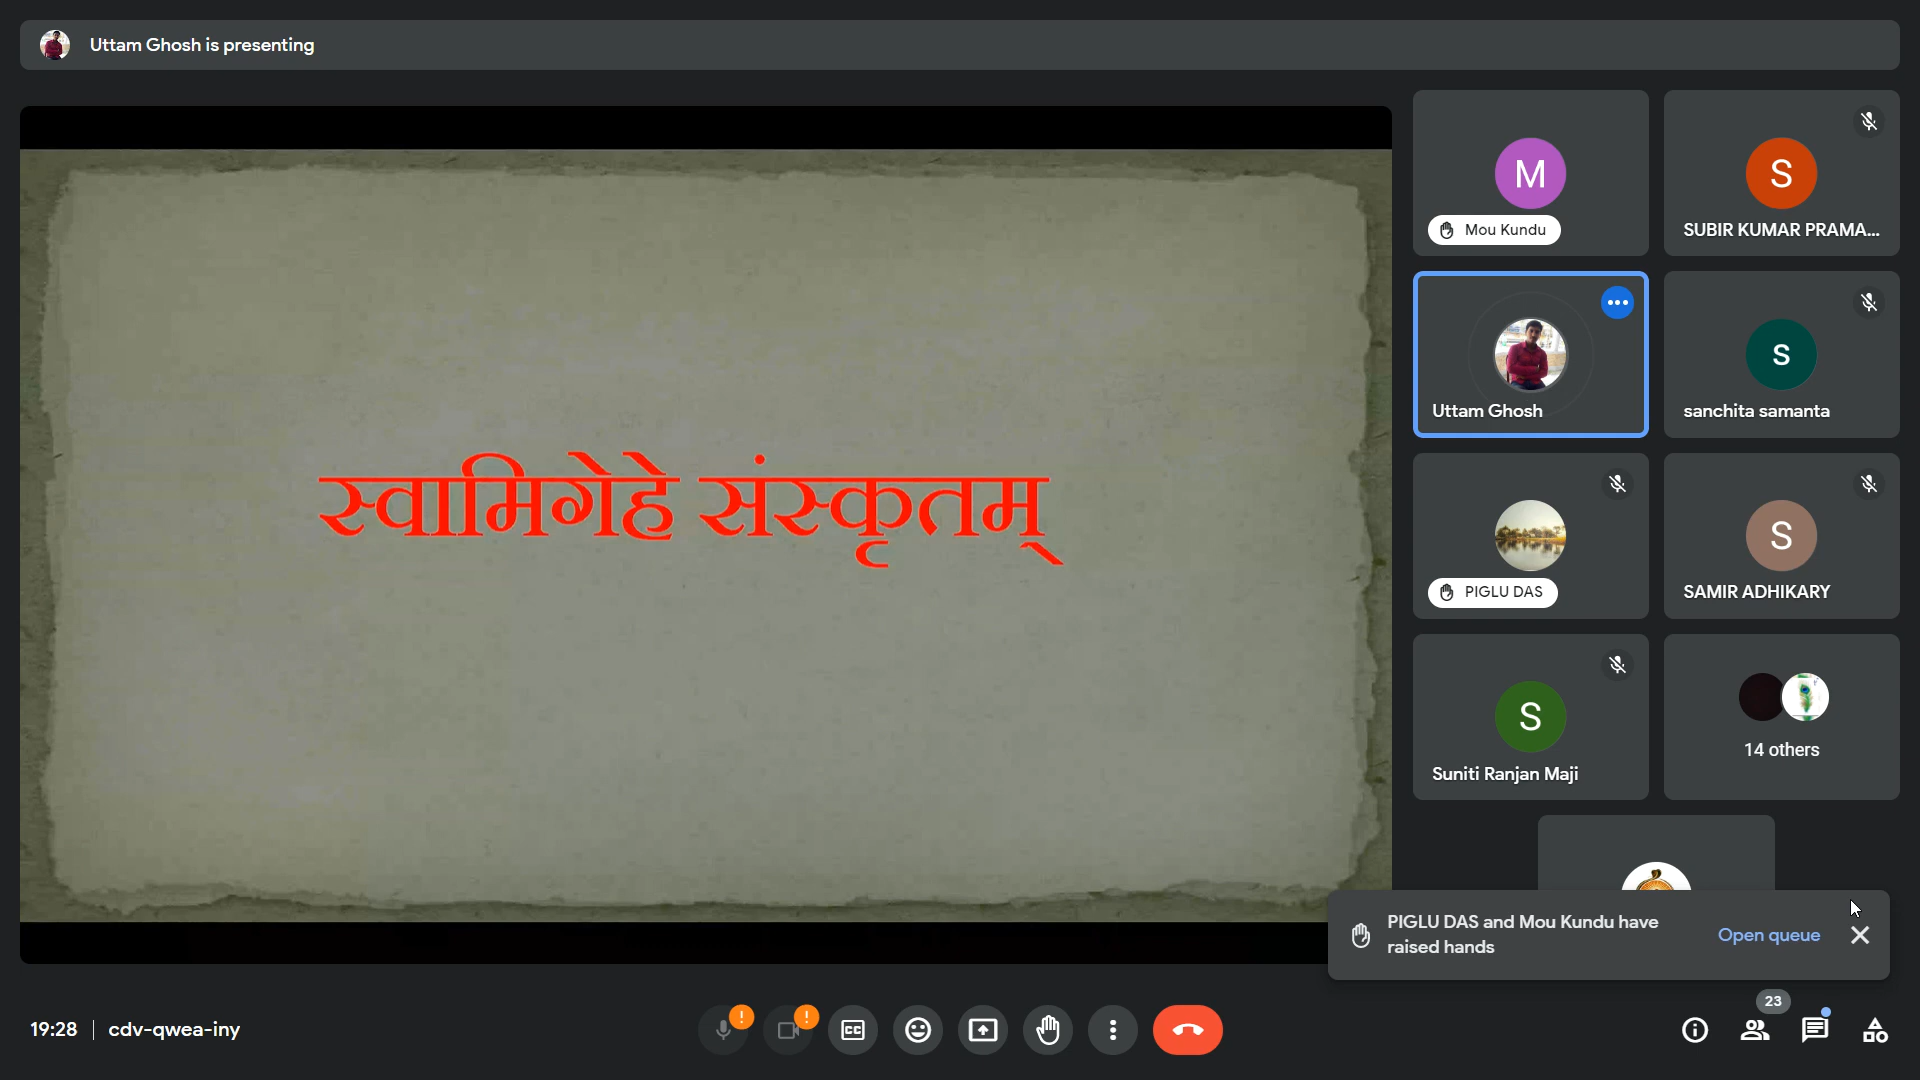 Uttam Ghosh is presenting
स्वामिगेहे संस्कृतम्
M
Mou Kundu
S
SUBIR KUMAR PRAMA...
Uttam Ghosh
S
sanchita samanta
PIGLU DAS
S
SAMIR ADHIKARY
S
Suniti Ranjan Maji
14 others
PIGLU DAS and Mou Kundu have
raised hands
Open queue
19:28
cdv-qwea-iny
CC
23